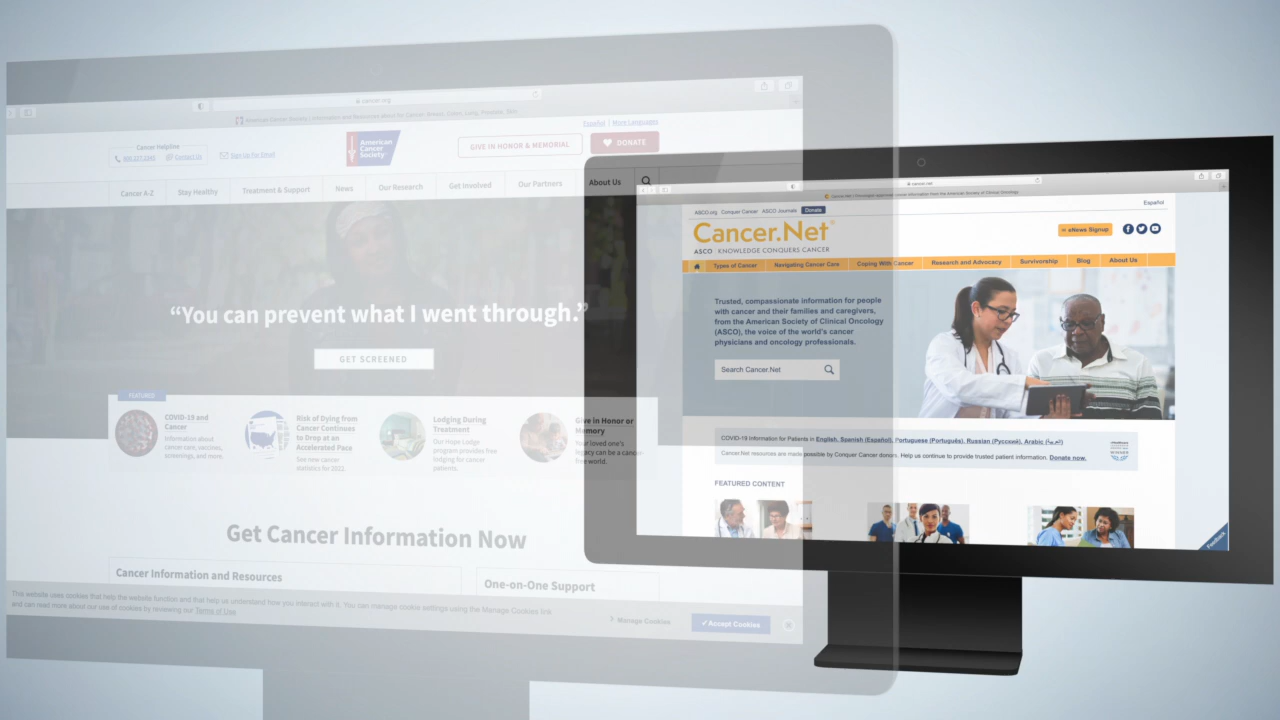 cancer.org
American Cancer Society | Information and Resources about for Cancer: Breast, Colon, Lung, Prostate, Skin
Español | More Languages
Cancer Helpline
800.227.2345
Contact Us
Sign Up For Email
American
Cancer
Society
GIVE IN HONOR & MEMORIAL
DONATE
Cancer A-Z
Stay Healthy
Treatment & Support
News
Our Research
Get Involved
Our Partners
About Us
“You can prevent what I went through.”
GET SCREENED
FEATURED
COVID-19 and
Cancer
Information about
cancer care, vaccines,
screenings, and more.
Risk of Dying from
Cancer Continues
to Drop at an
Accelerated Pace
See new cancer
statistics for 2022.
Lodging During
Treatment
Our Hope Lodge
program provides free
lodging for cancer
patients.
Give in Honor or
Memory
Your loved one's
legacy can be a cancer-
free world.
Get Cancer Information Now
Cancer Information and Resources
One-on-One Support
This website uses cookies that help the website function and that help us understand how you interact with it. You can manage cookie settings using the Manage Cookies link
and can read more about our use of cookies by reviewing our Terms of Use
Manage Cookies
Accept Cookies
cancer.net
Cancer.Net | Oncologist-approved cancer information from the American Society of Clinical Oncology
ASCO.org Conquer Cancer ASCO Journals Donate
Español
Cancer.Net®
ASCO | KNOWLEDGE CONQUERS CANCER
eNews Signup
Types of Cancer
Navigating Cancer Care
Coping With Cancer
Research and Advocacy
Survivorship
Blog
About Us
Trusted, compassionate information for people
with cancer and their families and caregivers,
from the American Society of Clinical Oncology
(ASCO), the voice of the world's cancer
physicians and oncology professionals.
Search Cancer.Net
COVID-19 Information for Patients in English, Spanish (Español), Portuguese (Português), Russian (Русский), Arabic (العربية)
Cancer.Net resources are made possible by Conquer Cancer donors. Help us continue to provide trusted patient information. Donate now.
FEATURED CONTENT
Feedback